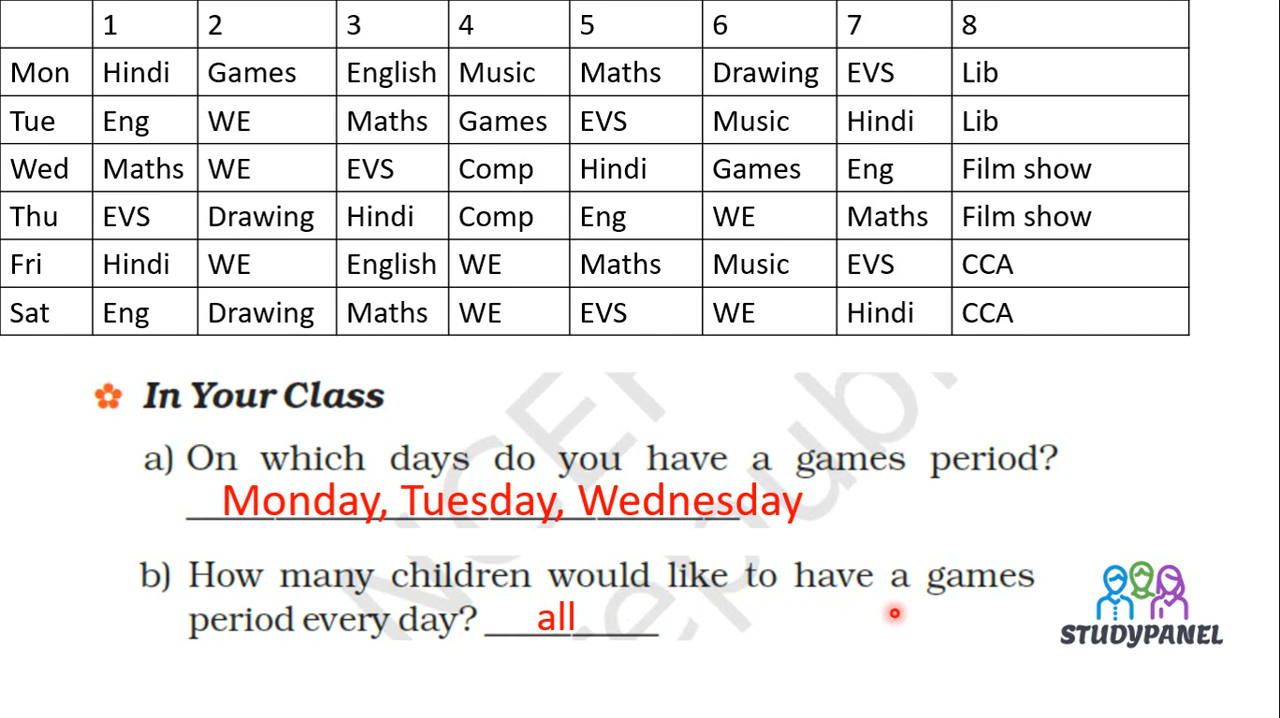 1 2 3 4 5 6 7 8
Mon Hindi Games English Music Maths Drawing EVS Lib
Tue Eng WE Maths Games EVS Music Hindi Lib
Wed Maths WE EVS Comp Hindi Games Eng Film show
Thu EVS Drawing Hindi Comp Eng WE Maths Film show
Fri Hindi WE English WE Maths Music EVS CCA
Sat Eng Drawing Maths WE EVS WE Hindi CCA
In Your Class
a) On which days do you have a games period?
Monday, Tuesday, Wednesday
b) How many children would like to have a games
period every day? all
STUDYPANEL